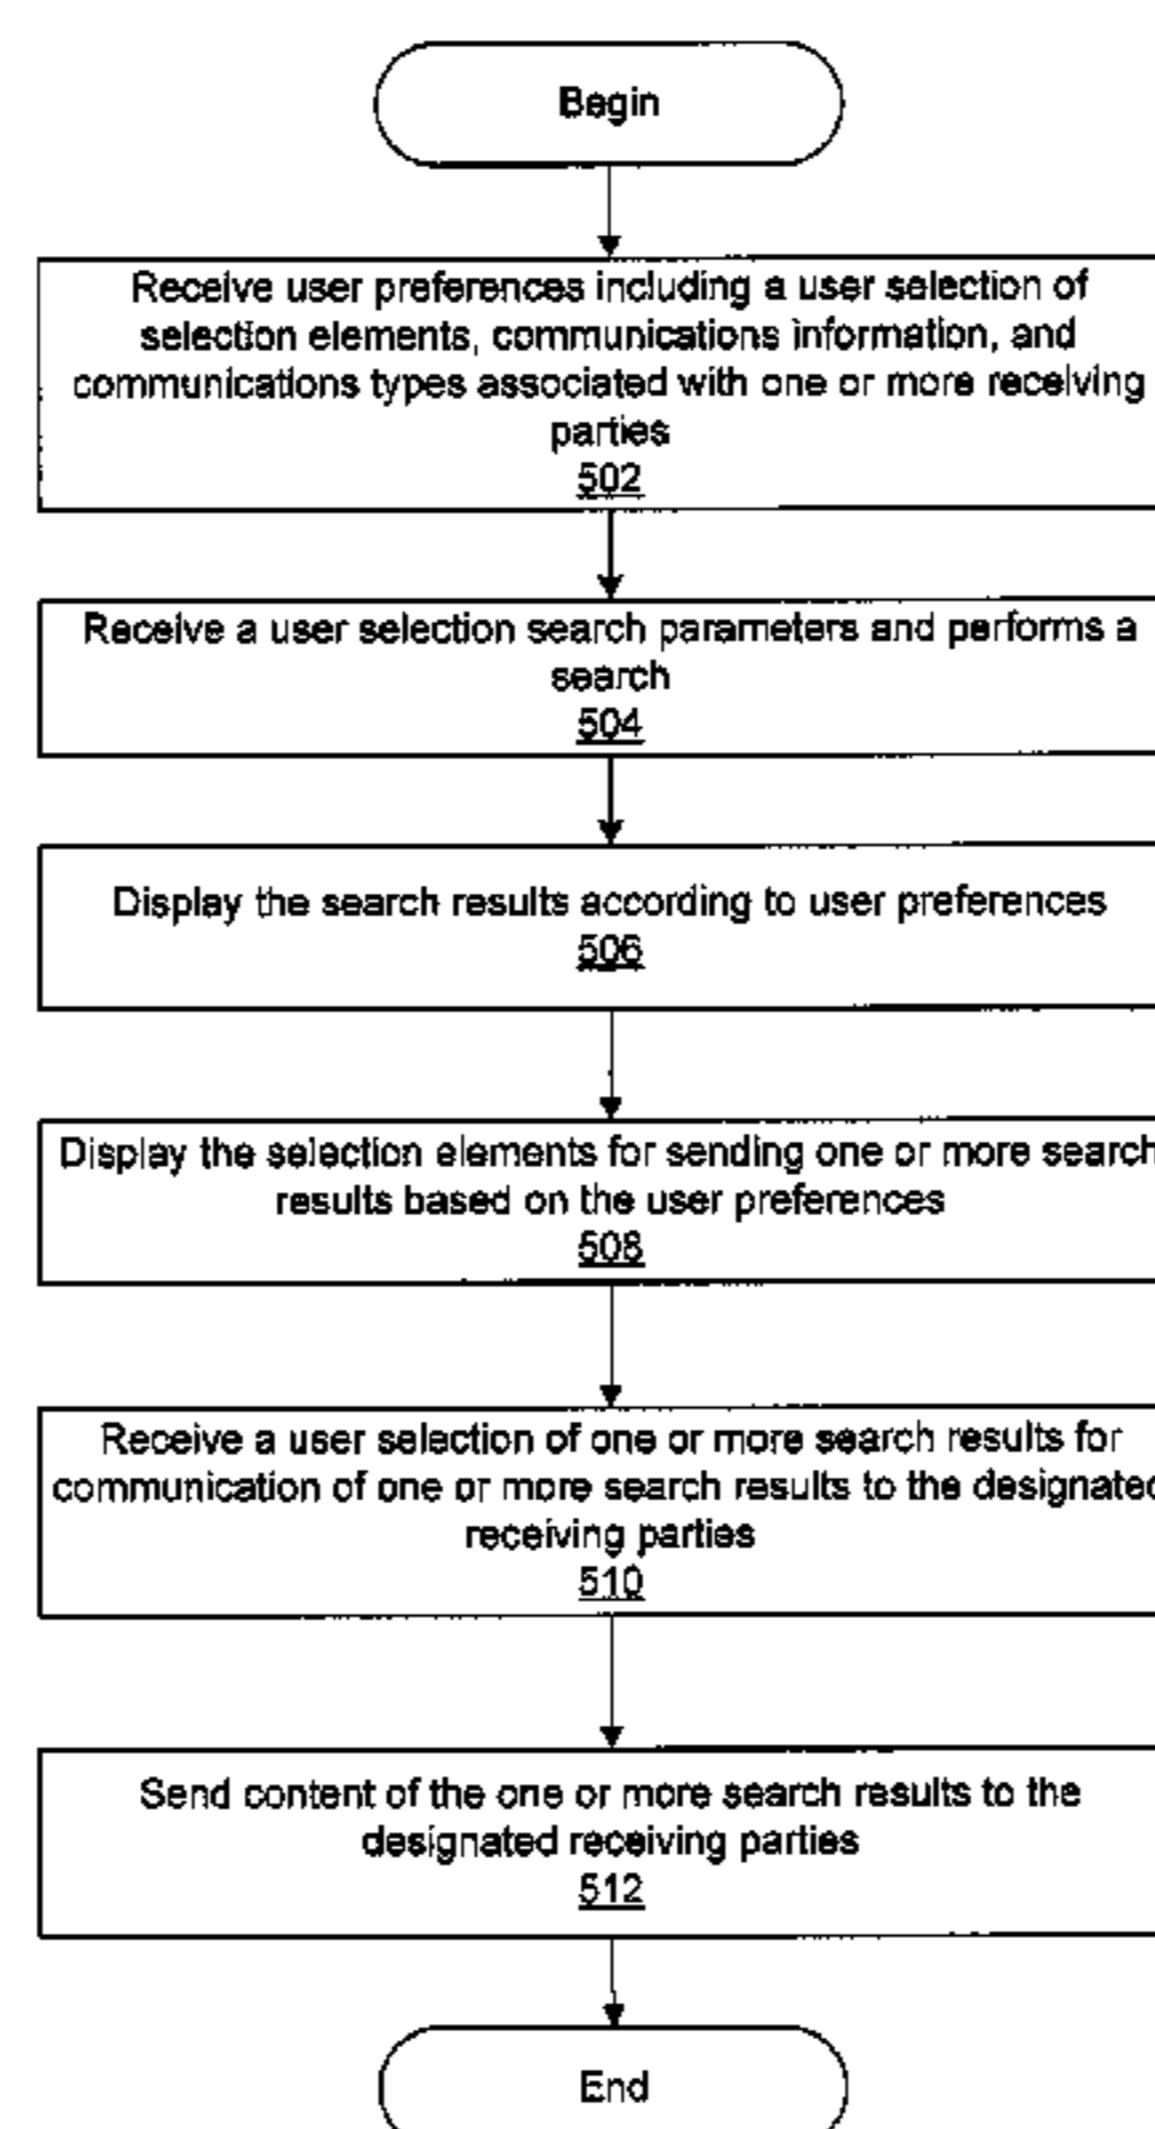 Begin
Receive user preferences including a user selection of
selection elements, communications information, and
communications types associated with one or more receiving
parties
502
Receive a user selection search parameters and performs a
search
504
Display the search results according to user preferences
506
Display the selection elements for sending one or more search
results based on the user preferences
508
Receive a user selection of one or more search results for
communication of one or more search results to the designated
receiving parties
510
Send content of the one or more search results to the
designated receiving parties
512
End